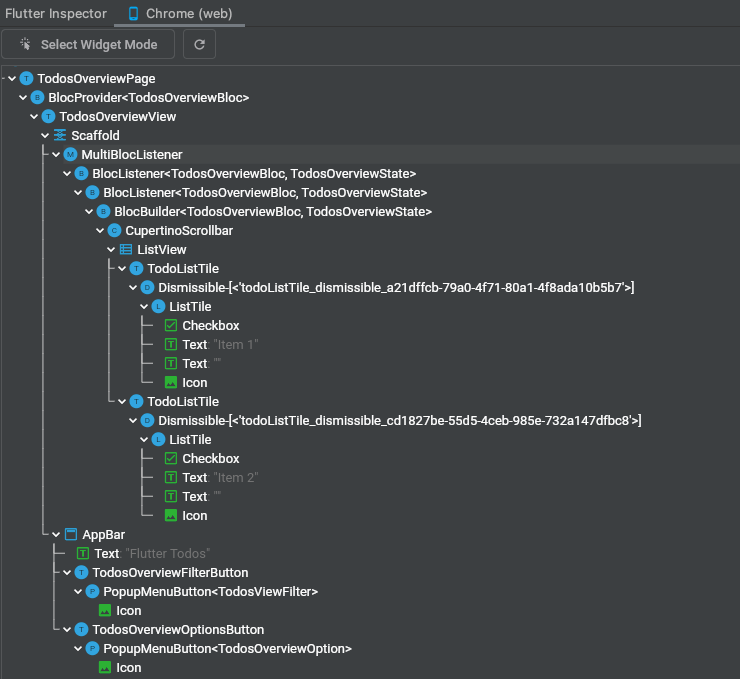 Flutter Inspector Chrome (web)
Select Widget Mode
T TodosOverviewPage
B BlocProvider<TodosOverviewBloc>
T TodosOverviewView
Scaffold
M MultiBlocListener
B BlocListener<TodosOverviewBloc, TodosOverviewState>
B BlocListener<TodosOverviewBloc, TodosOverviewState>
B BlocBuilder<TodosOverviewBloc, TodosOverviewState>
C CupertinoScrollbar
ListView
T TodoListTile
D Dismissible-[<'todoListTile_dismissible_a21dffcb-79a0-4f71-80a1-4f8ada10b5b7'>]
L ListTile
Checkbox
T Text: "Item 1"
T Text: ""
Icon
T TodoListTile
D Dismissible-[<'todoListTile_dismissible_cd1827be-55d5-4ceb-985e-732a147dfbc8'>]
L ListTile
Checkbox
T Text: "Item 2"
T Text: ""
Icon
AppBar
T Text: "Flutter Todos"
T TodosOverviewFilterButton
P PopupMenuButton<TodosViewFilter>
Icon
T TodosOverviewOptionsButton
P PopupMenuButton<TodosOverviewOption>
Icon